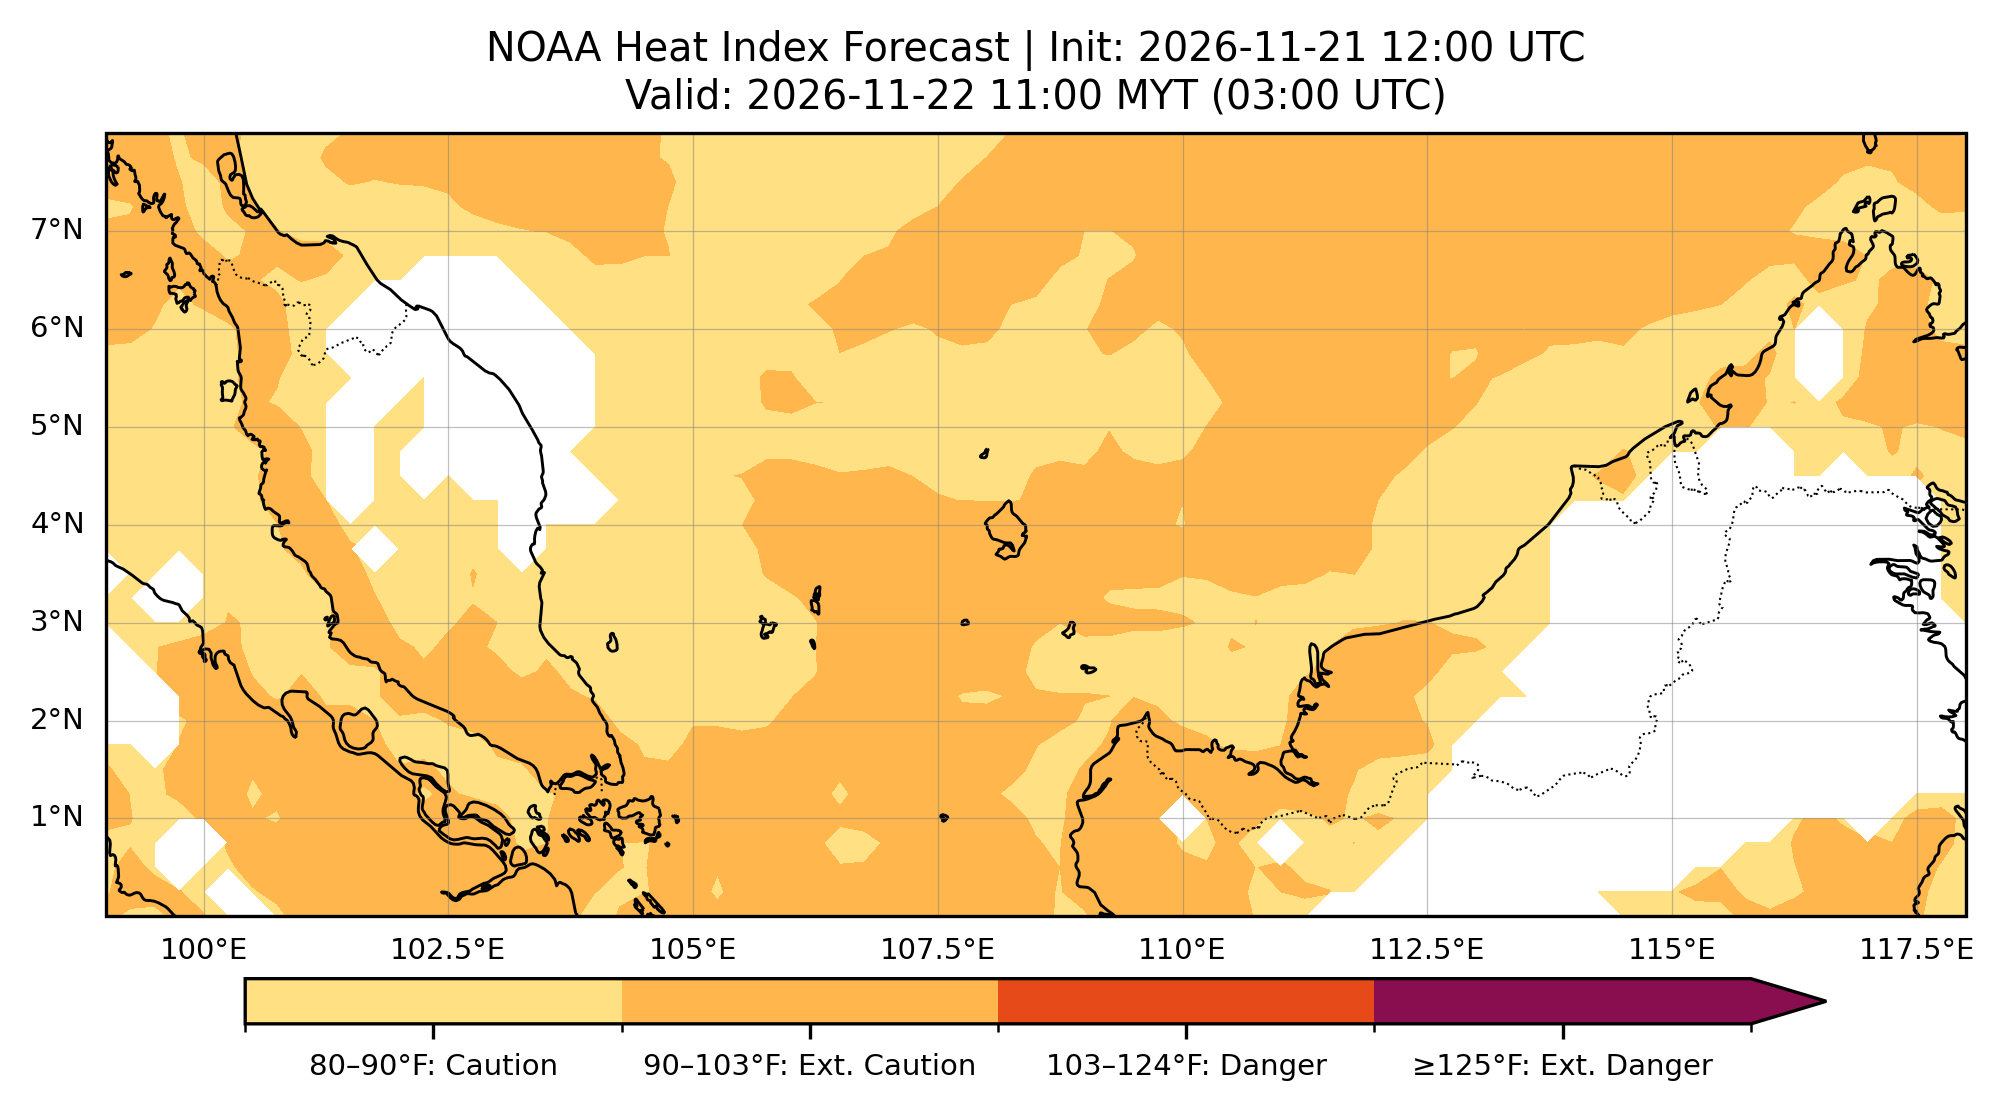 NOAA Heat Index Forecast | Init: 2026-11-21 12:00 UTC
Valid: 2026-11-22 11:00 MYT (03:00 UTC)
7°N
6°N
5°N
4°N
3°N
2°N
1°N
100°E 102.5°E 105°E 107.5°E 110°E 112.5°E 115°E 117.5°E
80–90°F: Caution 90–103°F: Ext. Caution 103–124°F: Danger ≥125°F: Ext. Danger